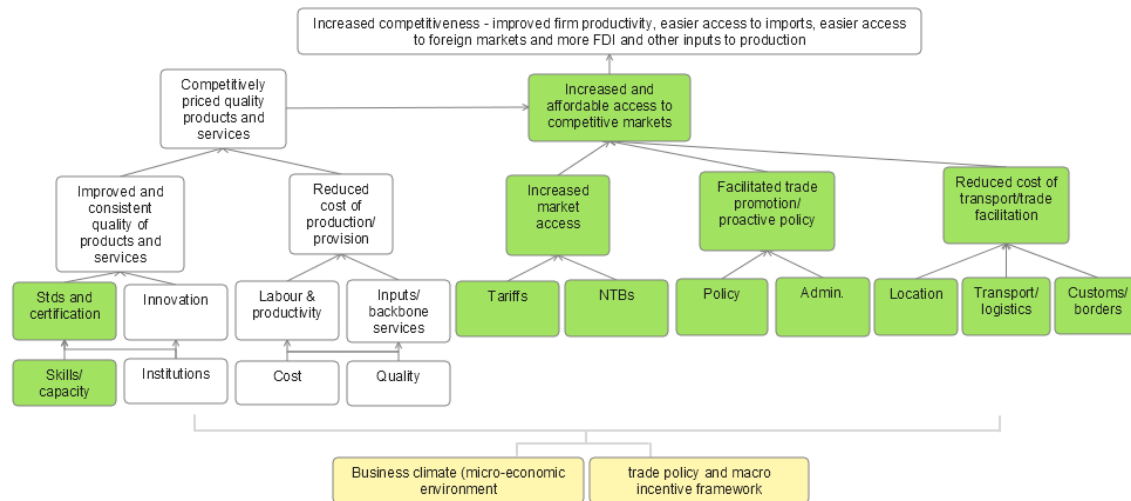 Increased competitiveness - improved firm productivity, easier access to imports, easier access
to foreign markets and more FDI and other inputs to production
Competitively
priced quality
products and
services
Increased and
affordable access to
competitive markets
Improved and
consistent
quality of
products and
services
Reduced
cost of
production/
provision
Increased
market
access
Facilitated trade
promotion/
proactive policy
Reduced cost of
transport/trade
facilitation
Stds and
certification
Innovation
Labour &
productivity
Inputs/
backbone
services
Tariffs
NTBs
Policy
Admin.
Location
Transport/
logistics
Customs/
borders
Skills/
capacity
Institutions
Cost
Quality
Business climate (micro-economic
environment
trade policy and macro
incentive framework